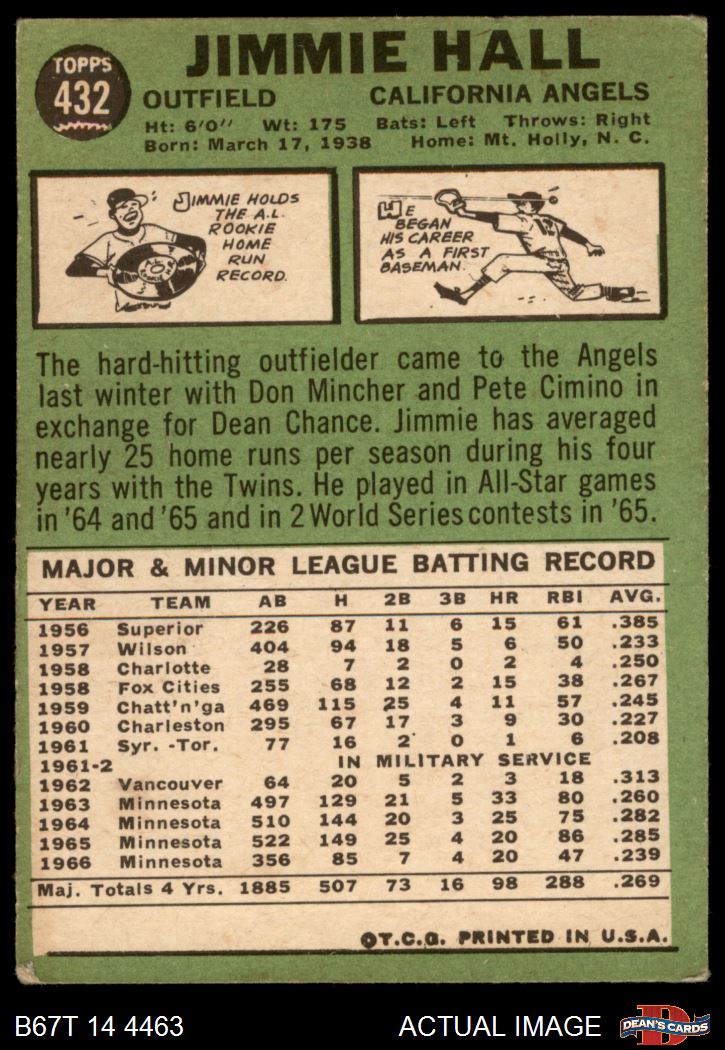 TOPPS
432
JIMMIE HALL
OUTFIELD CALIFORNIA ANGELS
Ht: 6'0" Wt: 175 Bats: Left Throws: Right
Born: March 17, 1938 Home: Mt. Holly, N. C.
JIMMIE HOLDS
THE A.L.
ROOKIE
HOME
RUN
RECORD.
HE
BEGAN
HIS CAREER
AS A FIRST
BASEMAN.
The hard-hitting outfielder came to the Angels
last winter with Don Mincher and Pete Cimino in
exchange for Dean Chance. Jimmie has averaged
nearly 25 home runs per season during his four
years with the Twins. He played in All-Star games
in '64 and '65 and in 2 World Series contests in '65.
MAJOR & MINOR LEAGUE BATTING RECORD
YEAR TEAM AB H 2B 3B HR RBI AVG.
1956 Superior 226 87 11 6 15 61 .385
1957 Wilson 404 94 18 5 6 50 .233
1958 Charlotte 28 7 2 0 2 4 .250
1958 Fox Cities 255 68 12 2 15 38 .267
1959 Chatt'n'ga 469 115 25 4 11 57 .245
1960 Charleston 295 67 17 3 9 30 .227
1961 Syr. -Tor. 77 16 2 0 1 6 .208
1961-2 IN MILITARY SERVICE
1962 Vancouver 64 20 5 2 3 18 .313
1963 Minnesota 497 129 21 5 33 80 .260
1964 Minnesota 510 144 20 3 25 75 .282
1965 Minnesota 522 149 25 4 20 86 .285
1966 Minnesota 356 85 7 4 20 47 .239
Maj. Totals 4 Yrs. 1885 507 73 16 98 288 .269
©T.C.G. PRINTED IN U.S.A.
B67T 14 4463 ACTUAL IMAGE DEAN'S CARDS